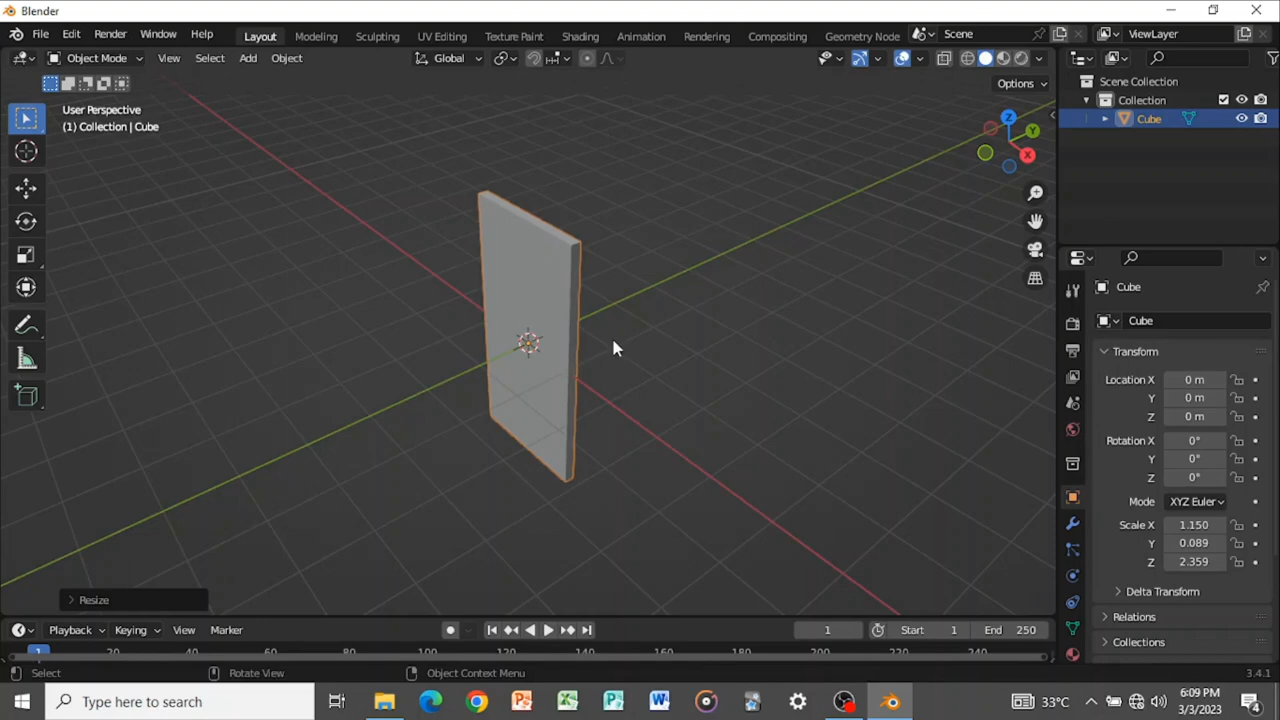 Blender
File Edit Render Window Help Layout Modeling Sculpting UV Editing Texture Paint Shading Animation Rendering Compositing Geometry Node Scene ViewLayer
Object Mode View Select Add Object Global
Options
User Perspective
(1) Collection | Cube
Scene Collection
Collection
Cube
Z
Y
X
Cube
Cube
Transform
Location X 0 m
Y 0 m
Z 0 m
Rotation X 0°
Y 0°
Z 0°
Mode XYZ Euler
Scale X 1.150
Y 0.089
Z 2.359
Delta Transform
Relations
Collections
Resize
Playback Keying View Marker 1 Start 1 End 250
1 20 40 60 80 100 120 140 160 180 200 220 240
Select Rotate View Object Context Menu 3.4.1
Type here to search 33°C 6:09 PM
3/3/2023 4